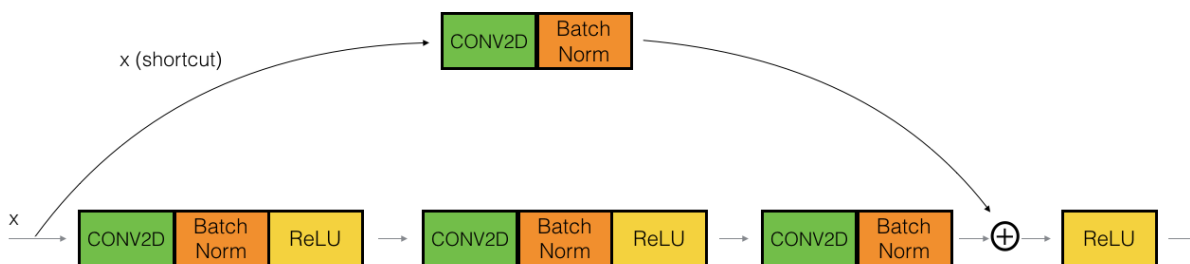 x (shortcut)
CONV2D
Batch
Norm
x
CONV2D
Batch
Norm
ReLU
CONV2D
Batch
Norm
ReLU
CONV2D
Batch
Norm
ReLU